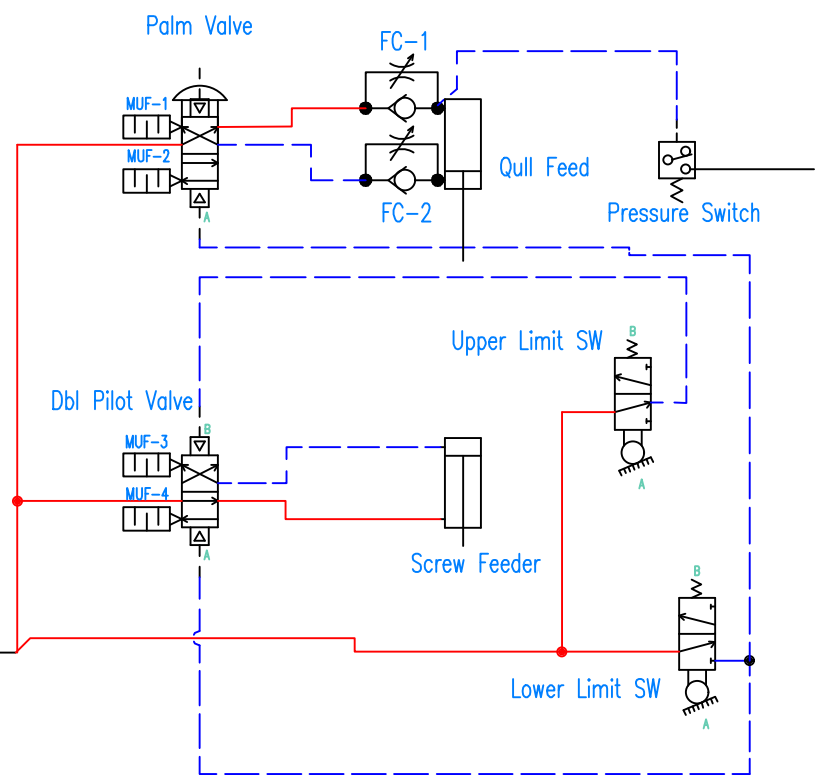 Palm Valve
FC-1
MUF-1
MUF-2
Qull Feed
FC-2
Pressure Switch
A
Upper Limit SW
B
Dbl Pilot Valve
B
MUF-3
MUF-4
A
A
Screw Feeder
B
Lower Limit SW
A